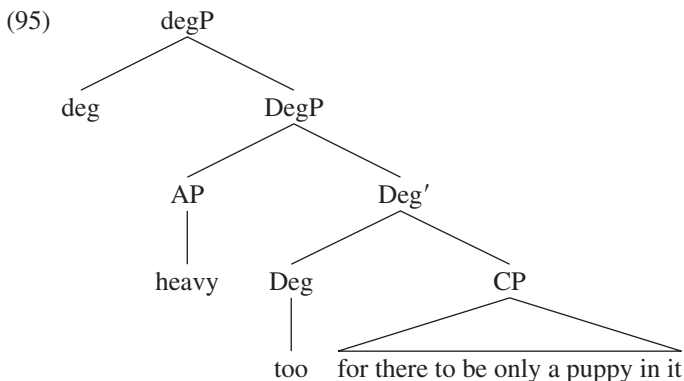 (95) degP
deg DegP
AP Deg′
heavy Deg CP
too for there to be only a puppy in it